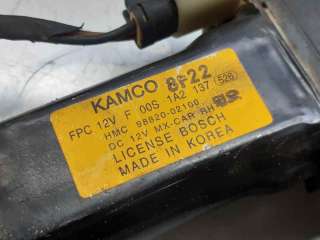 KAMCO 8F22
FPC 12V F 00S 1A2 137 526
HMC 98820-02100
DC 12V MX-CAR RH
LICENSE BOSCH
MADE IN KOREA